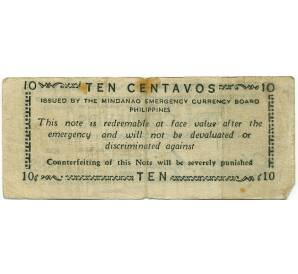 10 TEN CENTAVOS 10
ISSUED BY THE MINDANAO EMERGENCY CURRENCY BOARD
PHILIPPINES
This note is redeemable at face value after the
emergency and will not be devaluated or
discriminated against
Counterfeiting of this Note will be severely punished
10 TEN 10